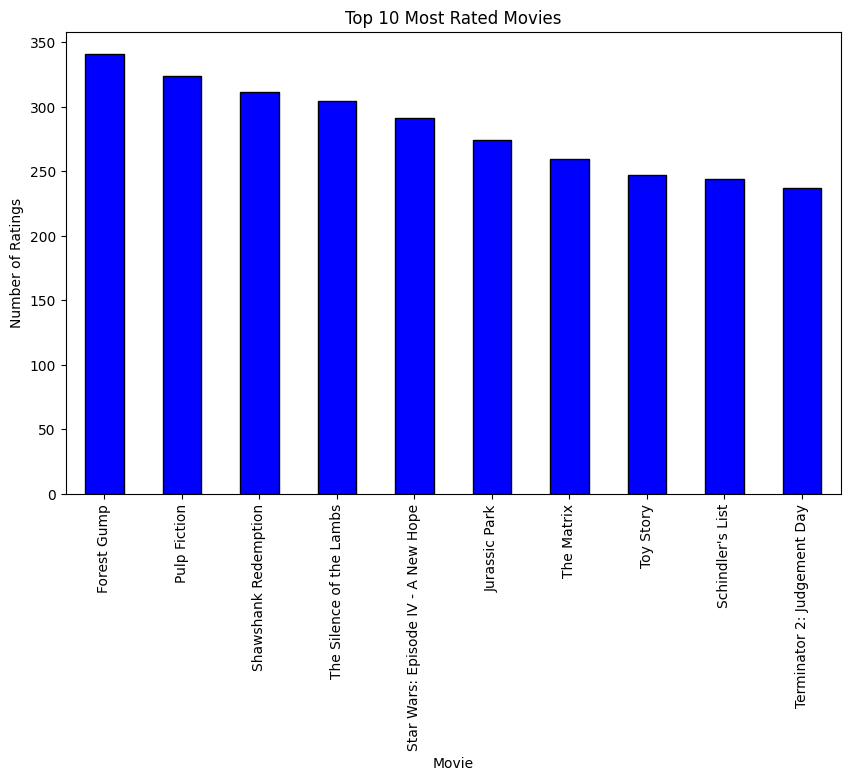 Top 10 Most Rated Movies
Number of Ratings
350
300
250
200
150
100
50
0
Forest Gump
Pulp Fiction
Shawshank Redemption
The Silence of the Lambs
Star Wars: Episode IV - A New Hope
Jurassic Park
The Matrix
Toy Story
Schindler's List
Terminator 2: Judgement Day
Movie